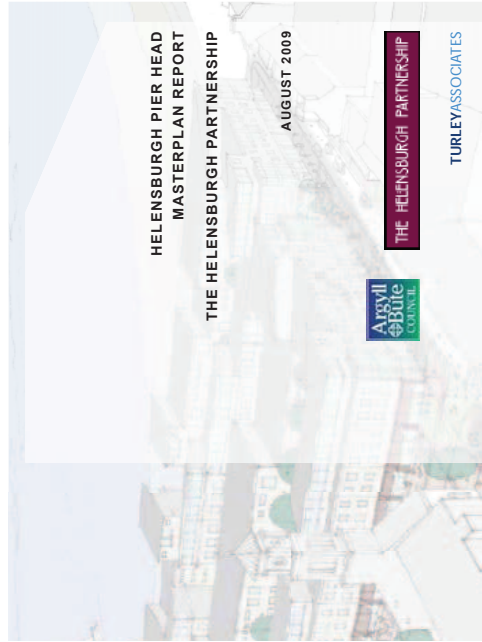 HELENSBURGH PIER HEAD
MASTERPLAN REPORT
THE HELENSBURGH PARTNERSHIP
AUGUST 2009
Argyll
&Bute
COUNCIL
THE HELENSBURGH PARTNERSHIP
TURLEYASSOCIATES